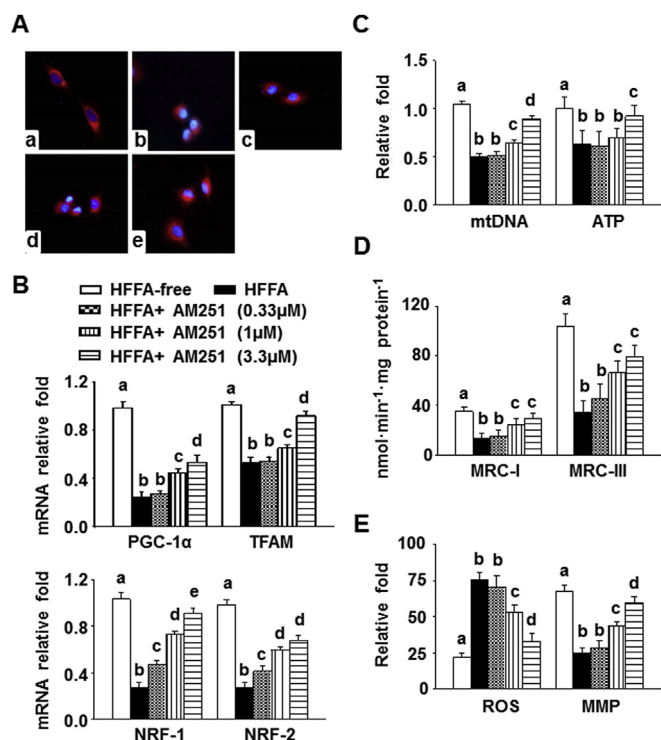 A
a
b
c
d
e
B
HFFA-free HFFA
HFFA+ AM251 (0.33µM)
HFFA+ AM251 (1µM)
HFFA+ AM251 (3.3µM)
mRNA relative fold
1.2
0.8
0.4
0.0
a b b c d
a b b c d
PGC-1α TFAM
mRNA relative fold
1.2
0.8
0.4
0.0
a b c d e
a b c d d
NRF-1 NRF-2
C
Relative fold
1.5
1.0
0.5
0.0
a b b c d
a b b b c
mtDNA ATP
D
nmol·min⁻¹·mg protein⁻¹
120
80
40
0
a b b c c
a b b c c
MRC-I MRC-III
E
Relative fold
75
50
25
0
a b b c d
a b b c d
ROS MMP